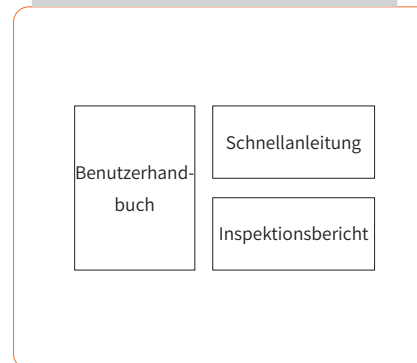 Benutzerhand-
buch
Schnellanleitung
Inspektionsbericht